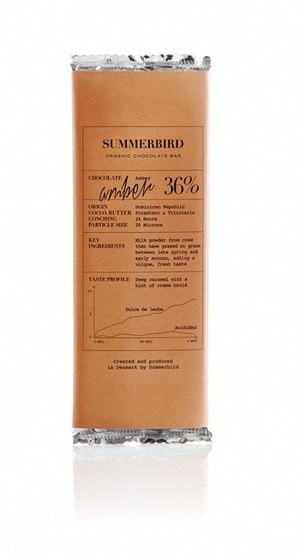 SUMMERBIRD
ORGANIC CHOCOLATE BAR
CHOCOLATE Amber
amber 36%
ORIGIN Dominican Republic
COCOA BUTTER Forastero & Trinitario
CONCHING 24 Hours
PARTICLE SIZE 20 Microns
KEY Milk powder from cows
INGREDIENTS that have grazed on grass
between late spring and
early autumn, adding a
unique, fresh taste
TASTE PROFILE Deep caramel with a
hint of creme brulé
Dulce de leche
Acidified
Created and produced
in Denmark by Summerbird